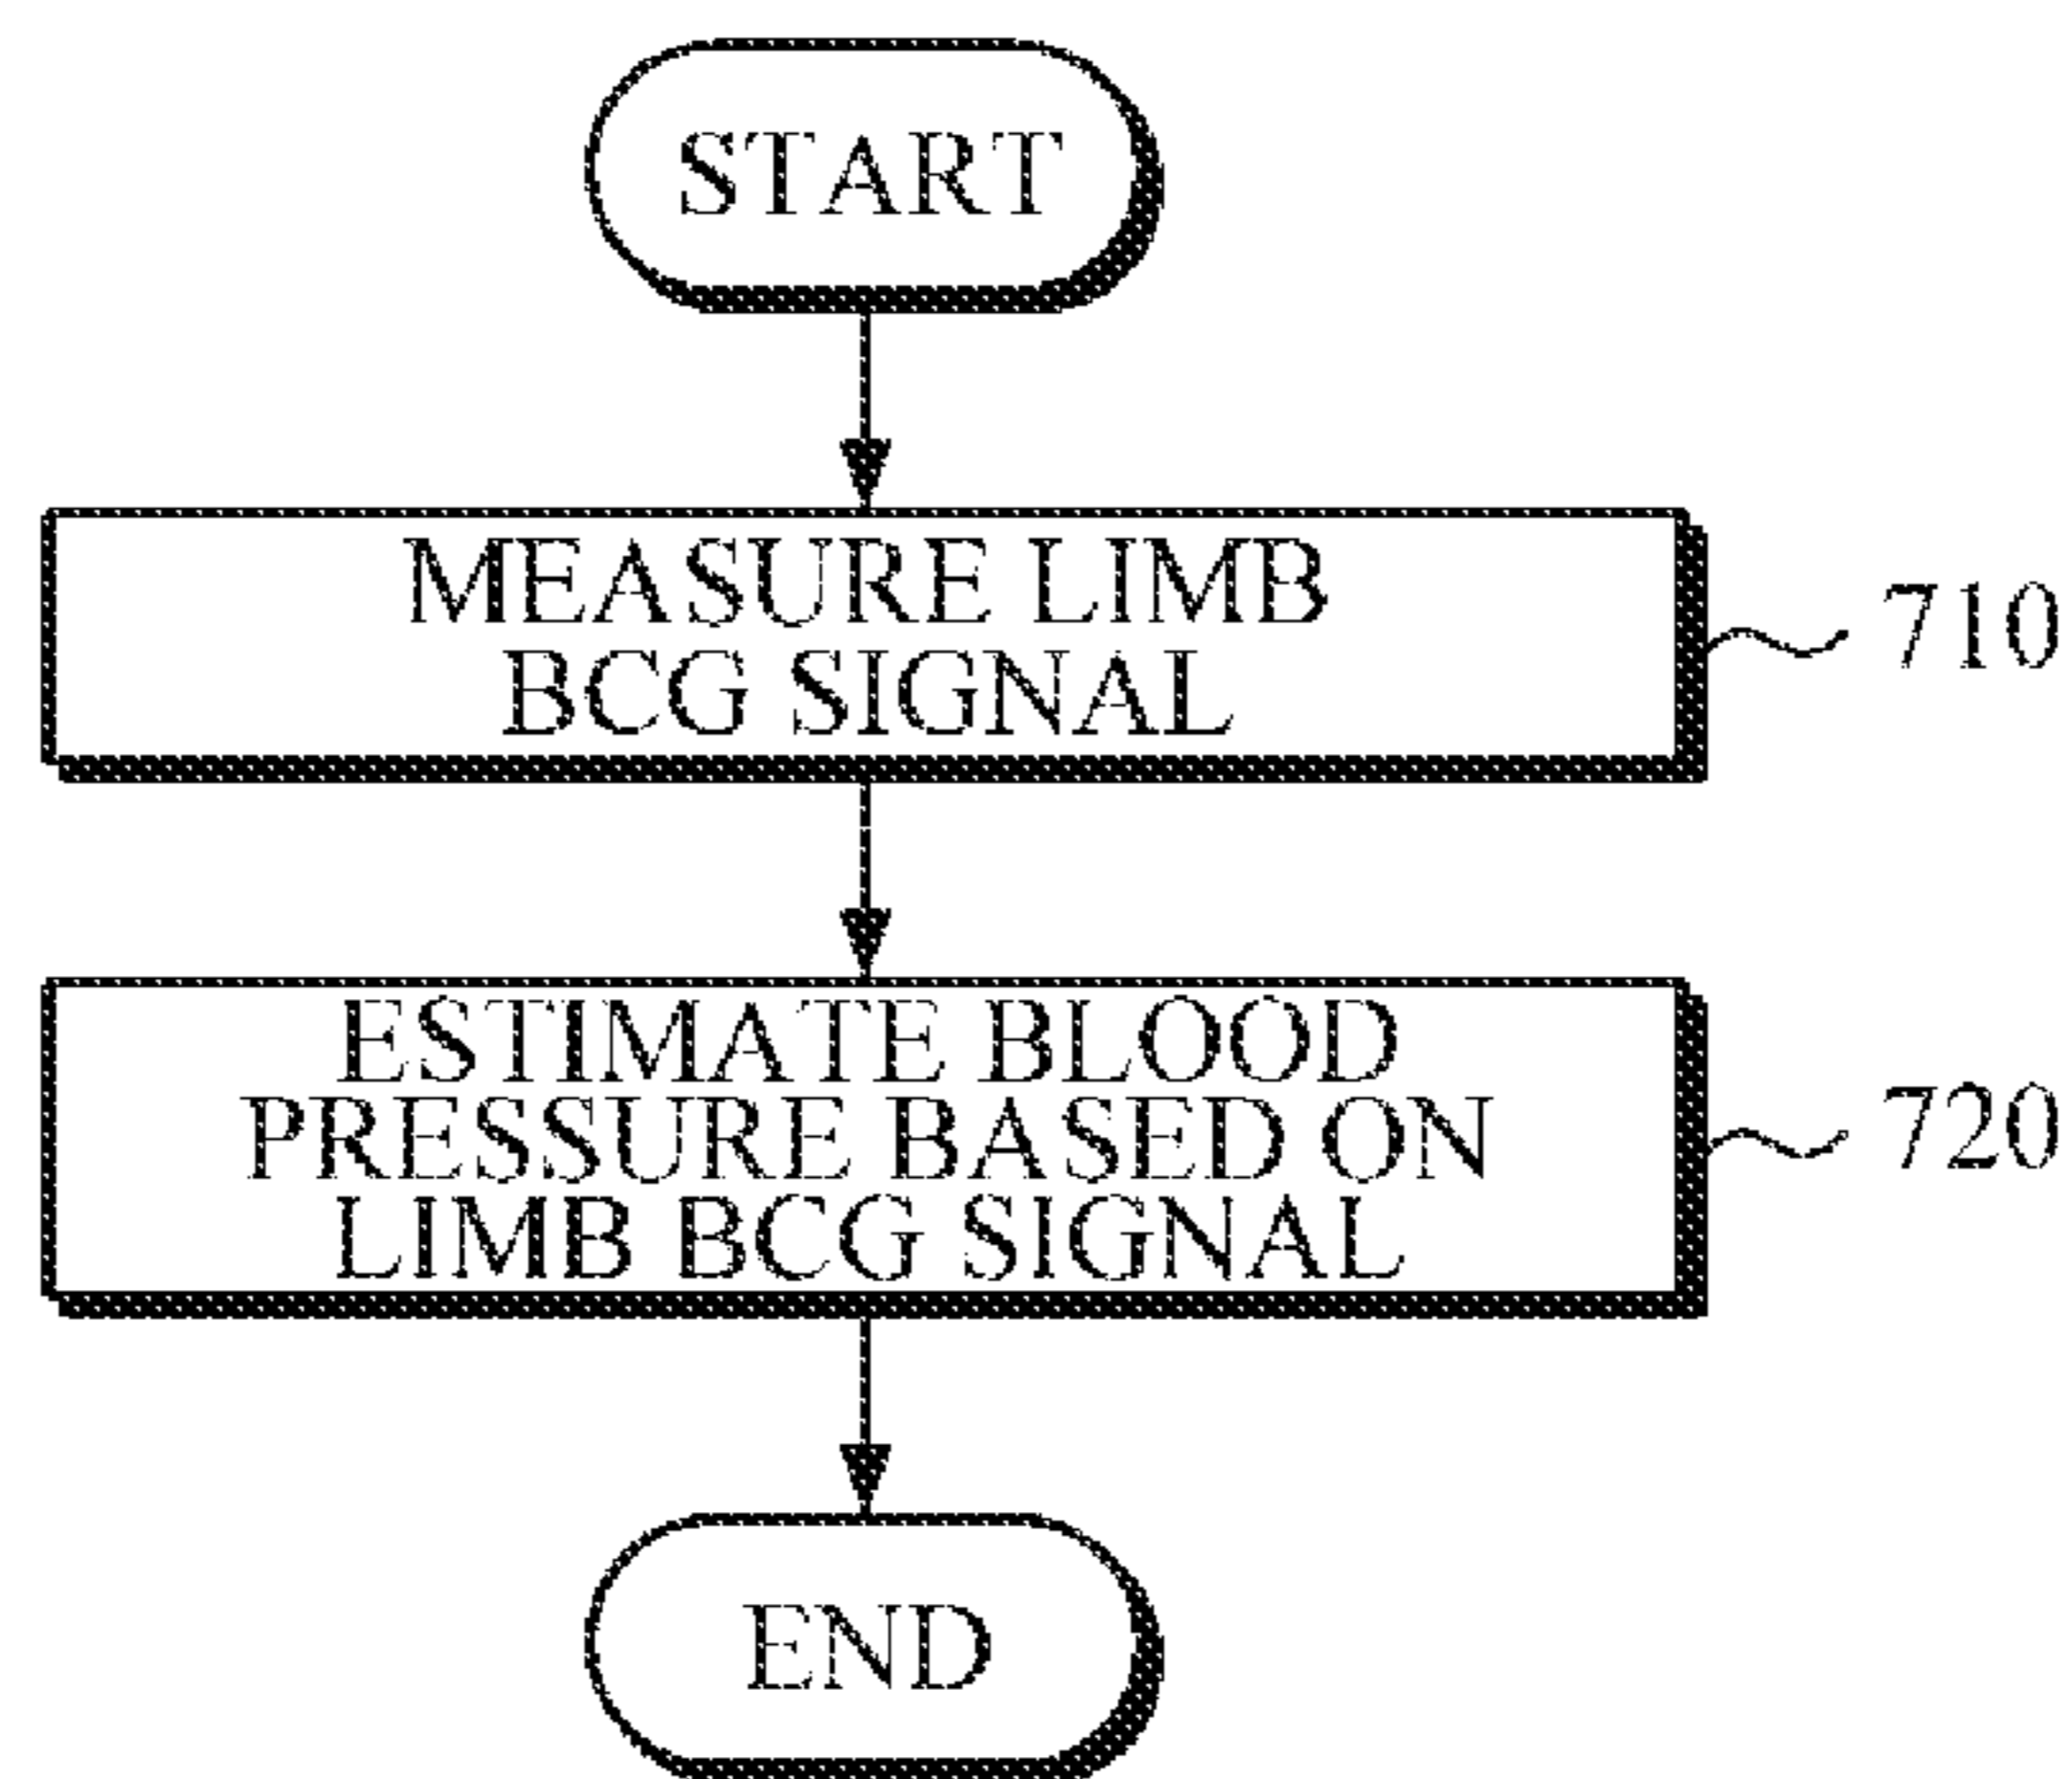 START
MEASURE LIMB
BCG SIGNAL
710
ESTIMATE BLOOD
PRESSURE BASED ON
LIMB BCG SIGNAL
720
END